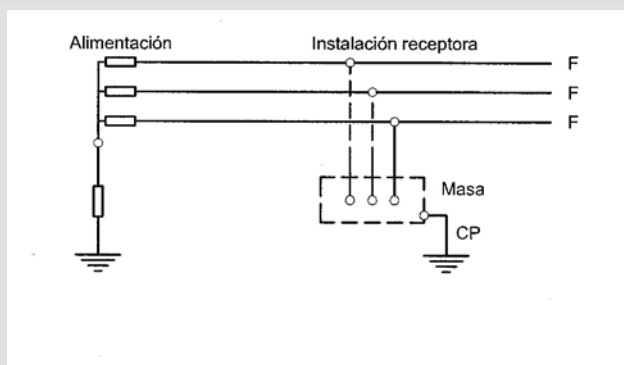 Alimentación
Instalación receptora
F
F
F
Masa
CP